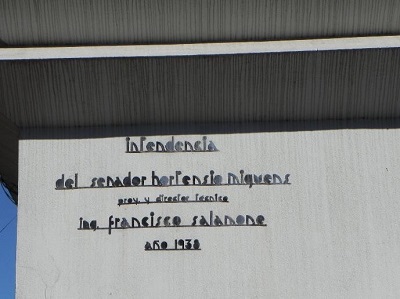 intendencia
del senador hortensio miguens
proy. y director tecnico
ing. francisco salamone
año 1938